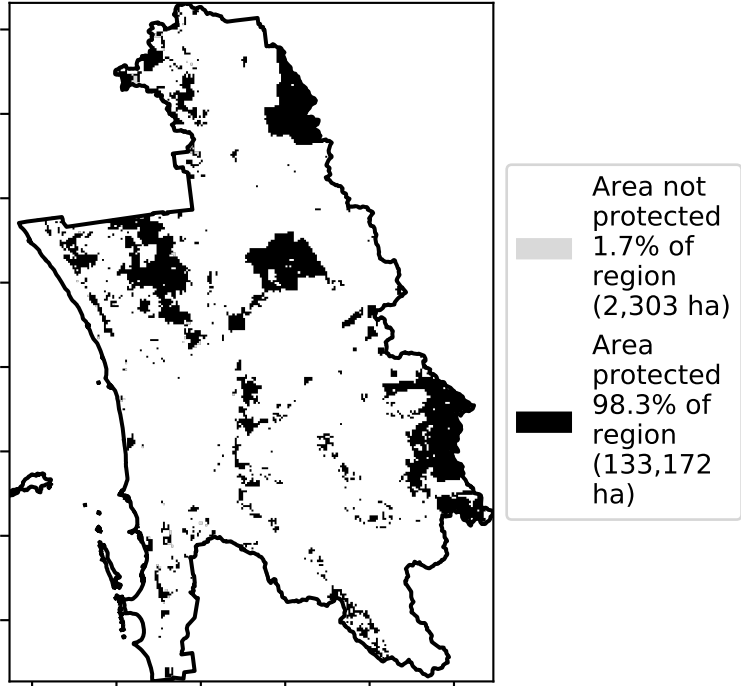 Area not
protected
1.7% of
region
(2,303 ha)
Area
protected
98.3% of
region
(133,172
ha)